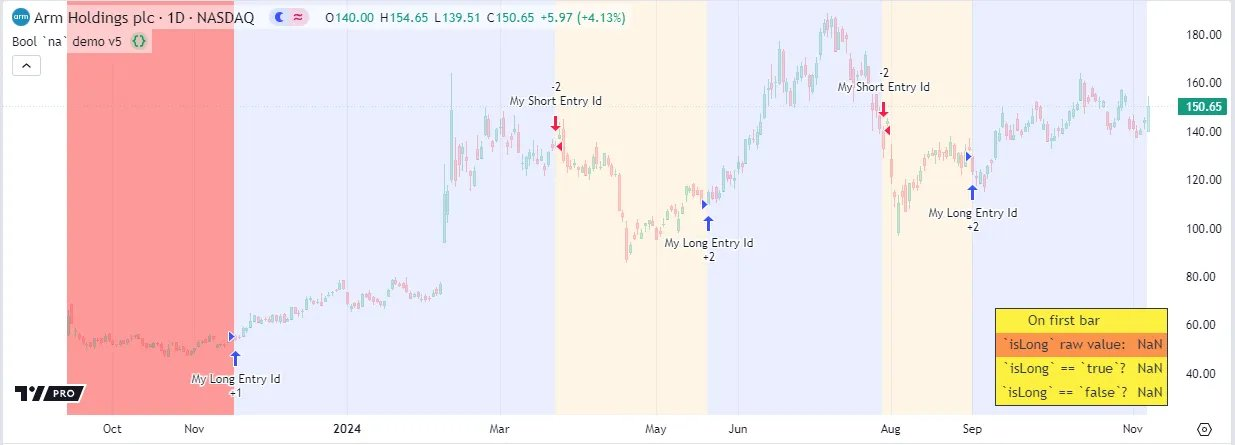 arm Arm Holdings plc · 1D · NASDAQ O140.00 H154.65 L139.51 C150.65 +5.97 (+4.13%)
Bool `na` demo v5 {}
180.00
160.00
150.65
140.00
120.00
100.00
80.00
60.00
40.00
-2
My Short Entry Id
-2
My Short Entry Id
My Long Entry Id
+2
My Long Entry Id
+2
My Long Entry Id
+1
On first bar
`isLong` raw value: NaN
`isLong` == `true`? NaN
`isLong` == `false`? NaN
PRO
Oct Nov 2024 Mar May Jun Aug Sep Nov